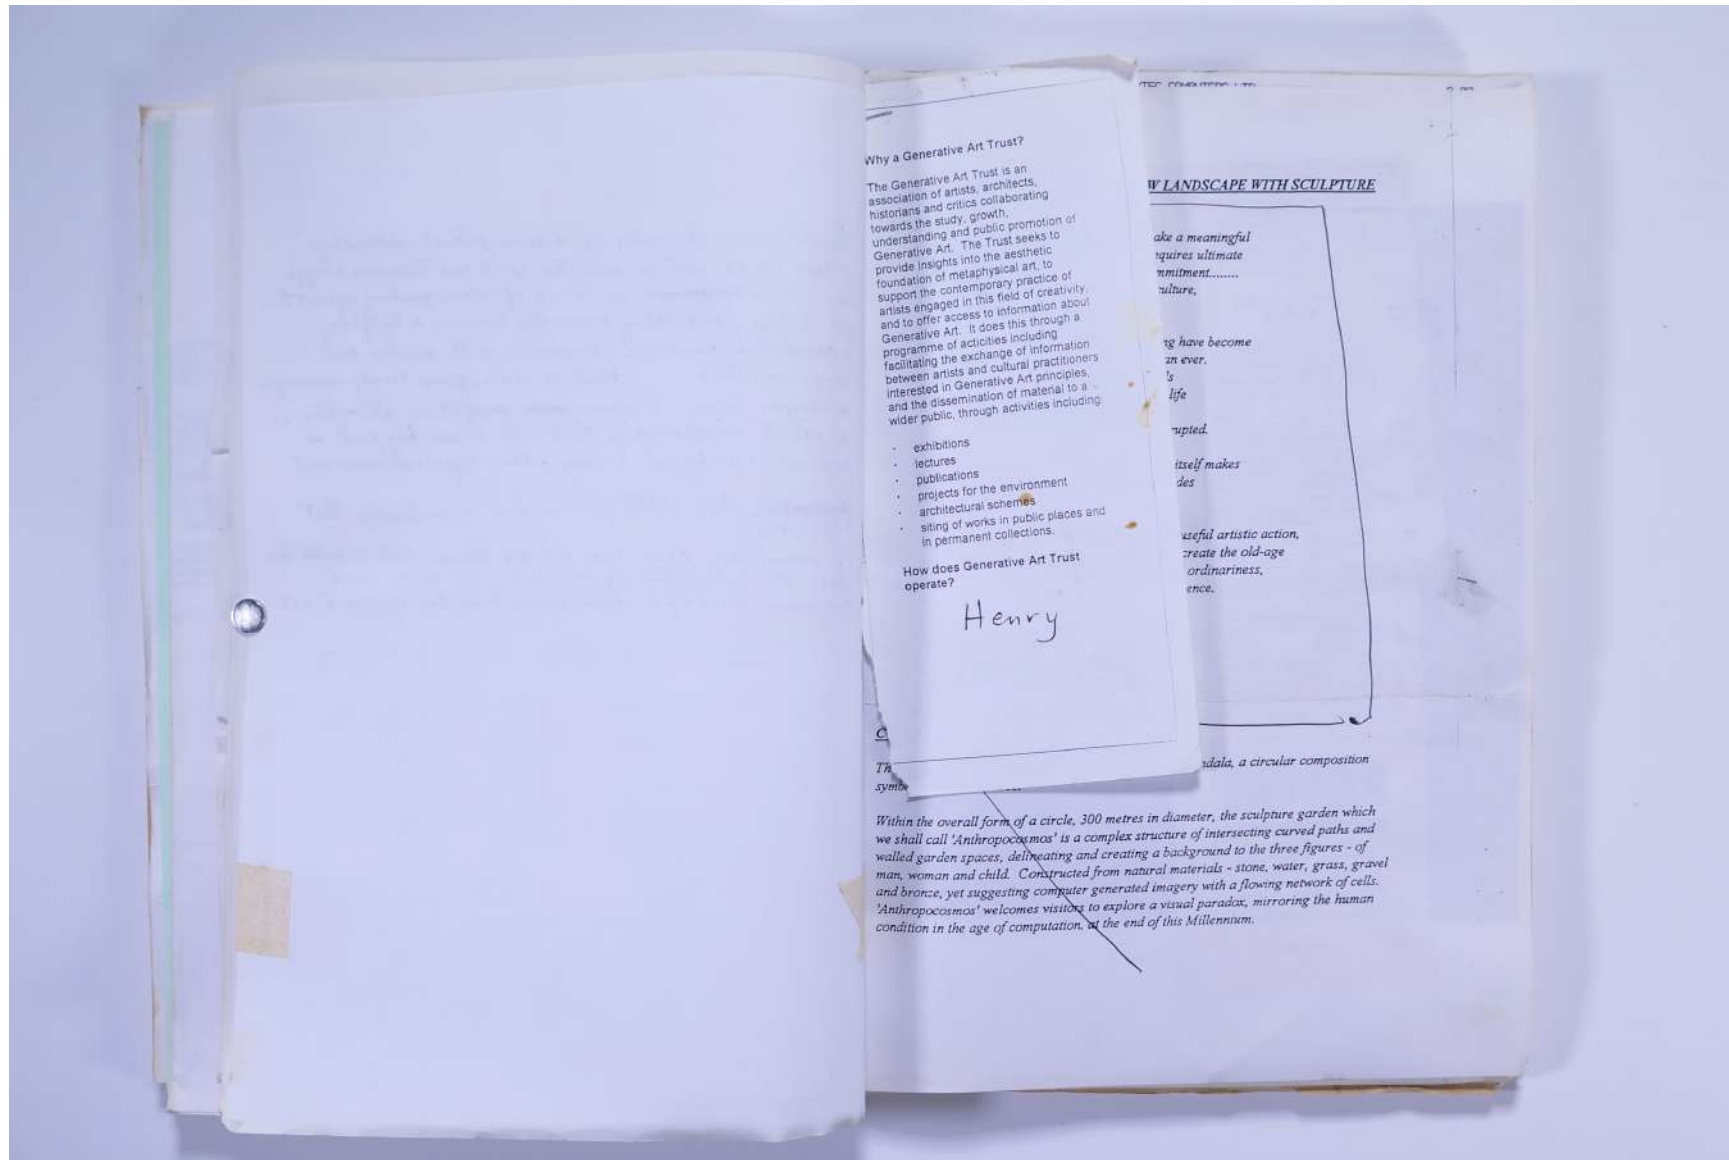 Why a Generative Art Trust?
The Generative Art Trust is an
association of artists, architects,
historians and critics collaborating
towards the study, growth,
understanding and public promotion of
Generative Art. The Trust seeks to
provide insights into the aesthetic
foundation of metaphysical art, to
support the contemporary practice of
artists engaged in this field of creativity,
and to offer access to information about
Generative Art. It does this through a
programme of acticities including
facilitating the exchange of information
between artists and cultural practitioners
interested in Generative Art principles,
and the dissemination of material to a
wider public, through activities including
· exhibitions
· lectures
· publications
· projects for the environment
· architectural schemes
· siting of works in public places and
in permanent collections.
How does Generative Art Trust
operate?
Henry
COMPUTERS LTD
W LANDSCAPE WITH SCULPTURE
ake a meaningful
equires ultimate
mmitment........
culture,
ng have become
an ever.
life
rupted.
itself makes
des
useful artistic action,
create the old-age
ordinariness,
ence.
C
Th
ndala, a circular composition
symb
Within the overall form of a circle, 300 metres in diameter, the sculpture garden which
we shall call 'Anthropocosmos' is a complex structure of intersecting curved paths and
walled garden spaces, delineating and creating a background to the three figures - of
man, woman and child. Constructed from natural materials - stone, water, grass, gravel
and bronze, yet suggesting computer generated imagery with a flowing network of cells.
'Anthropocosmos' welcomes visitors to explore a visual paradox, mirroring the human
condition in the age of computation, at the end of this Millennium.